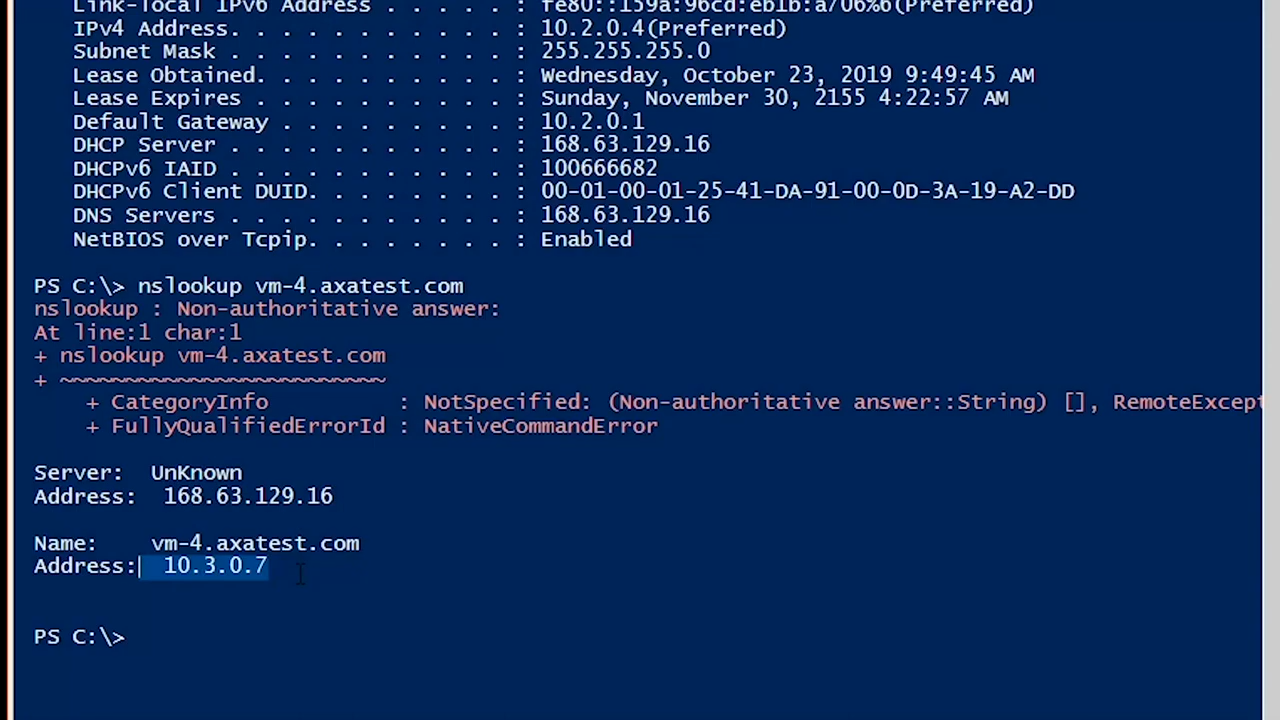 Link-local IPv6 Address . . . . . : fe80::159a:96cd:eb1b:a706%6(Preferred)
IPv4 Address. . . . . . . . . . . : 10.2.0.4(Preferred)
Subnet Mask . . . . . . . . . . . : 255.255.255.0
Lease Obtained. . . . . . . . . . : Wednesday, October 23, 2019 9:49:45 AM
Lease Expires . . . . . . . . . . : Sunday, November 30, 2155 4:22:57 AM
Default Gateway . . . . . . . . . : 10.2.0.1
DHCP Server . . . . . . . . . . . : 168.63.129.16
DHCPv6 IAID . . . . . . . . . . . : 100666682
DHCPv6 Client DUID. . . . . . . . : 00-01-00-01-25-41-DA-91-00-0D-3A-19-A2-DD
DNS Servers . . . . . . . . . . . : 168.63.129.16
NetBIOS over Tcpip. . . . . . . . : Enabled
PS C:\> nslookup vm-4.axatest.com
nslookup : Non-authoritative answer:
At line:1 char:1
+ nslookup vm-4.axatest.com
+ ~~~~~~~~~~~~~~~~~~~~~~~~~
+ CategoryInfo : NotSpecified: (Non-authoritative answer::String) [], RemoteExcept
+ FullyQualifiedErrorId : NativeCommandError
Server: UnKnown
Address: 168.63.129.16
Name: vm-4.axatest.com
Address: 10.3.0.7
PS C:\>